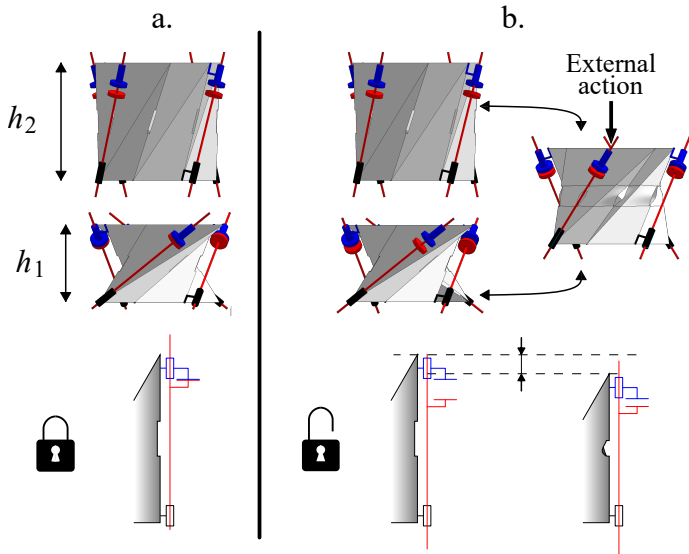 a.
b.
External
action
h₂
h₁